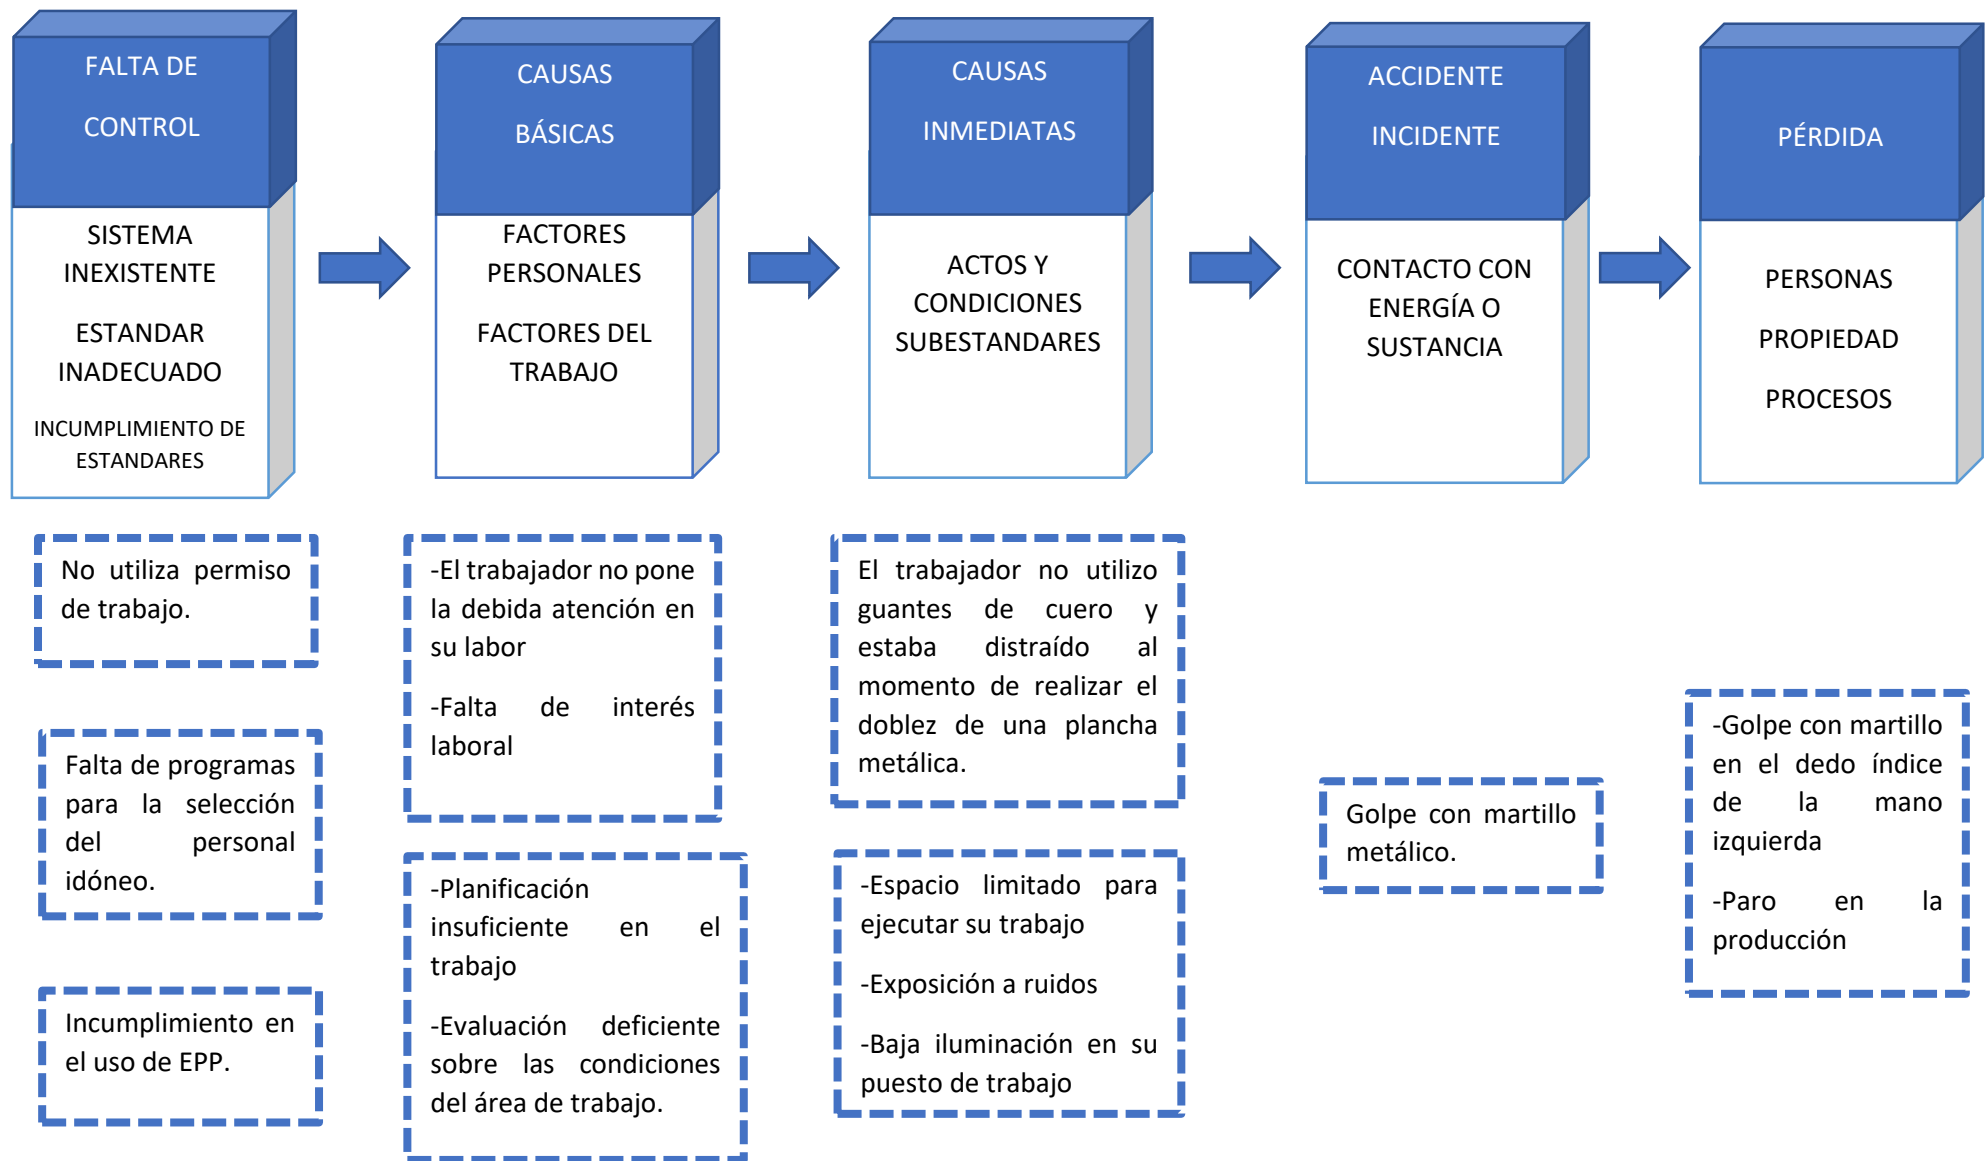 FALTA DE
CONTROL
SISTEMA
INEXISTENTE
ESTANDAR
INADECUADO
INCUMPLIMIENTO DE
ESTANDARES
CAUSAS
BÁSICAS
FACTORES
PERSONALES
FACTORES DEL
TRABAJO
CAUSAS
INMEDIATAS
ACTOS Y
CONDICIONES
SUBESTANDARES
ACCIDENTE
INCIDENTE
CONTACTO CON
ENERGÍA O
SUSTANCIA
PÉRDIDA
PERSONAS
PROPIEDAD
PROCESOS
No utiliza permiso
de trabajo.
Falta de programas
para la selección
del personal
idóneo.
Incumplimiento en
el uso de EPP.
-El trabajador no pone
la debida atención en
su labor
-Falta de interés
laboral
-Planificación
insuficiente en el
trabajo
-Evaluación deficiente
sobre las condiciones
del área de trabajo.
El trabajador no utilizo
guantes de cuero y
estaba distraído al
momento de realizar el
doblez de una plancha
metálica.
-Espacio limitado para
ejecutar su trabajo
-Exposición a ruidos
-Baja iluminación en su
puesto de trabajo
Golpe con martillo
metálico.
-Golpe con martillo
en el dedo índice
de la mano
izquierda
-Paro en la
producción